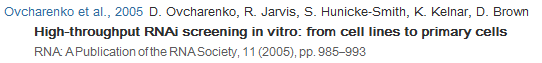 Ovcharenko et al., 2005 D. Ovcharenko, R. Jarvis, S. Hunicke-Smith, K. Kelnar, D. Brown
High-throughput RNAi screening in vitro: from cell lines to primary cells
RNA: A Publication of the RNA Society, 11 (2005), pp. 985–993